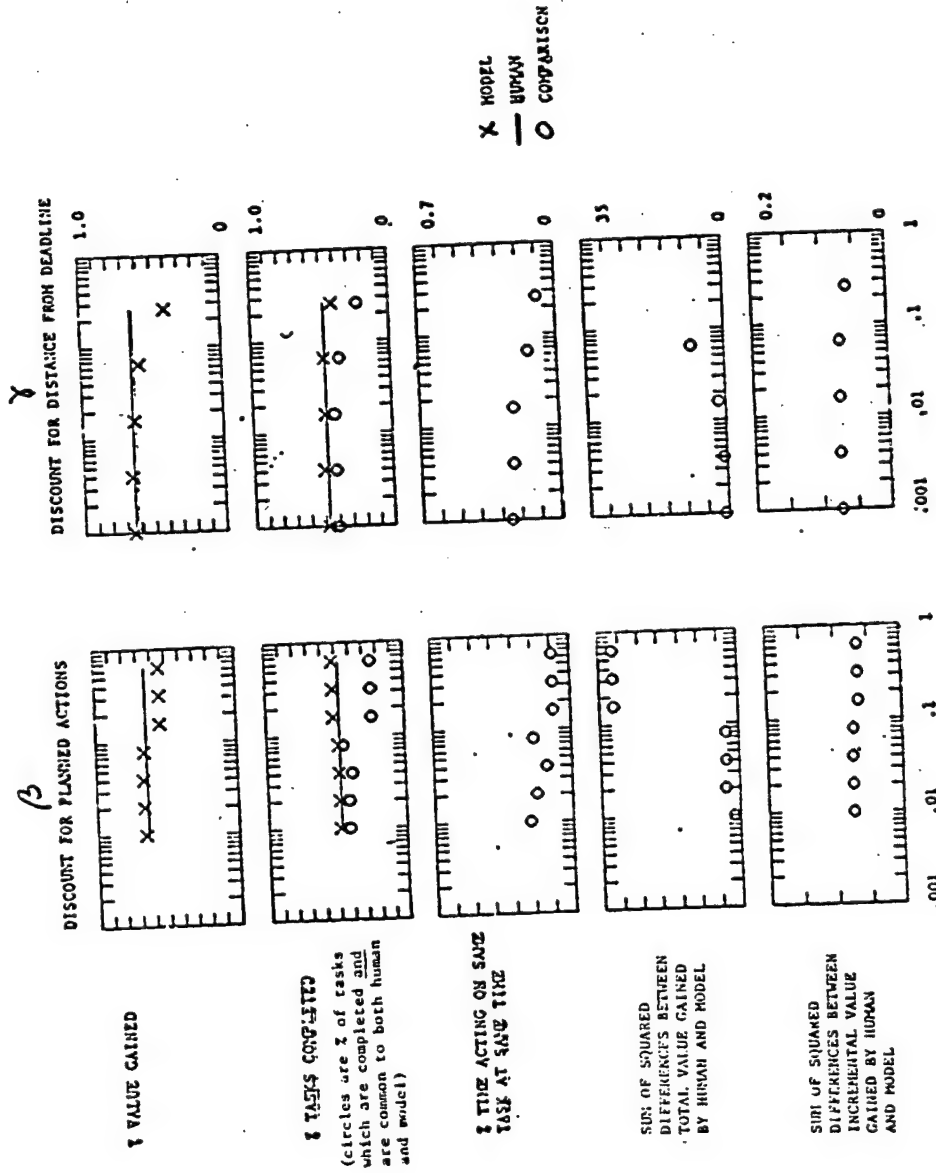 β
DISCOUNT FOR PLANNED ACTIONS
γ
DISCOUNT FOR DISTANCE FROM DEADLINE
% VALUE GAINED
1.0
0
% TASKS COMPLETED
(circles are % of tasks
which are completed and
are common to both human
and model)
1.0
0
% TIME ACTING ON SAME
TASK AT SAME TIME
0.7
0
SUM OF SQUARED
DIFFERENCES BETWEEN
TOTAL VALUE GAINED
BY HUMAN AND MODEL
35
0
SUM OF SQUARED
DIFFERENCES BETWEEN
INCREMENTAL VALUE
GAINED BY HUMAN
AND MODEL
0.2
0
.001 .01 .1 1
.001 .01 .1 1
X MODEL
— HUMAN
O COMPARISON